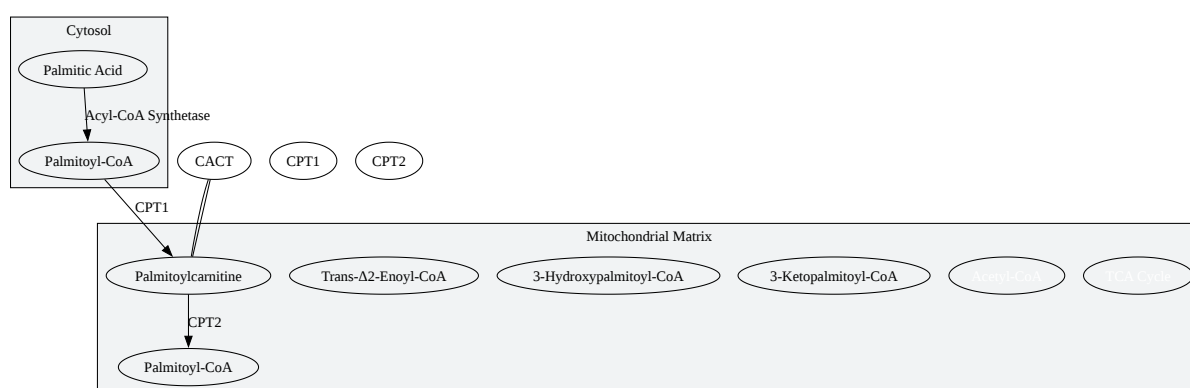 Cytosol
Palmitic Acid
Acyl-CoA Synthetase
Palmitoyl-CoA
CACT
CPT1
CPT2
CPT1
Mitochondrial Matrix
Palmitoylcarnitine
Trans-Δ2-Enoyl-CoA
3-Hydroxypalmitoyl-CoA
3-Ketopalmitoyl-CoA
Acetyl-CoA
TCA Cycle
CPT2
Palmitoyl-CoA